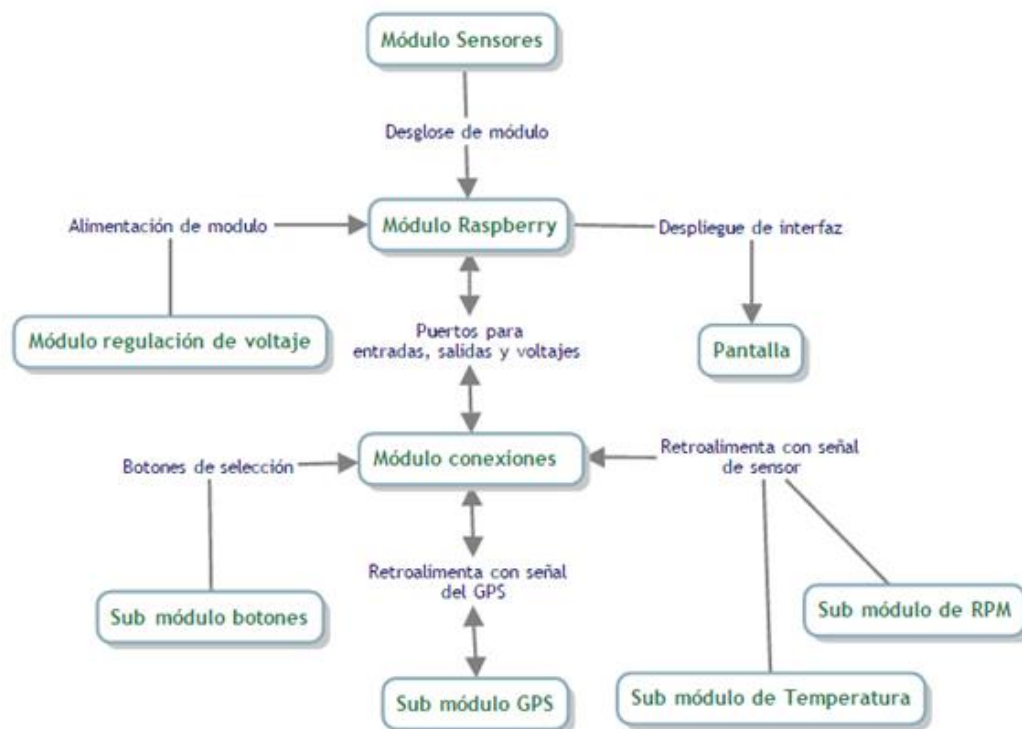 Módulo Sensores
Desglose de módulo
Alimentación de modulo
Módulo Raspberry
Despliegue de interfaz
Módulo regulación de voltaje
Puertos para
entradas, salidas y voltajes
Pantalla
Botones de selección
Módulo conexiones
Retroalimenta con señal
de sensor
Retroalimenta con señal
del GPS
Sub módulo botones
Sub módulo de RPM
Sub módulo GPS
Sub módulo de Temperatura